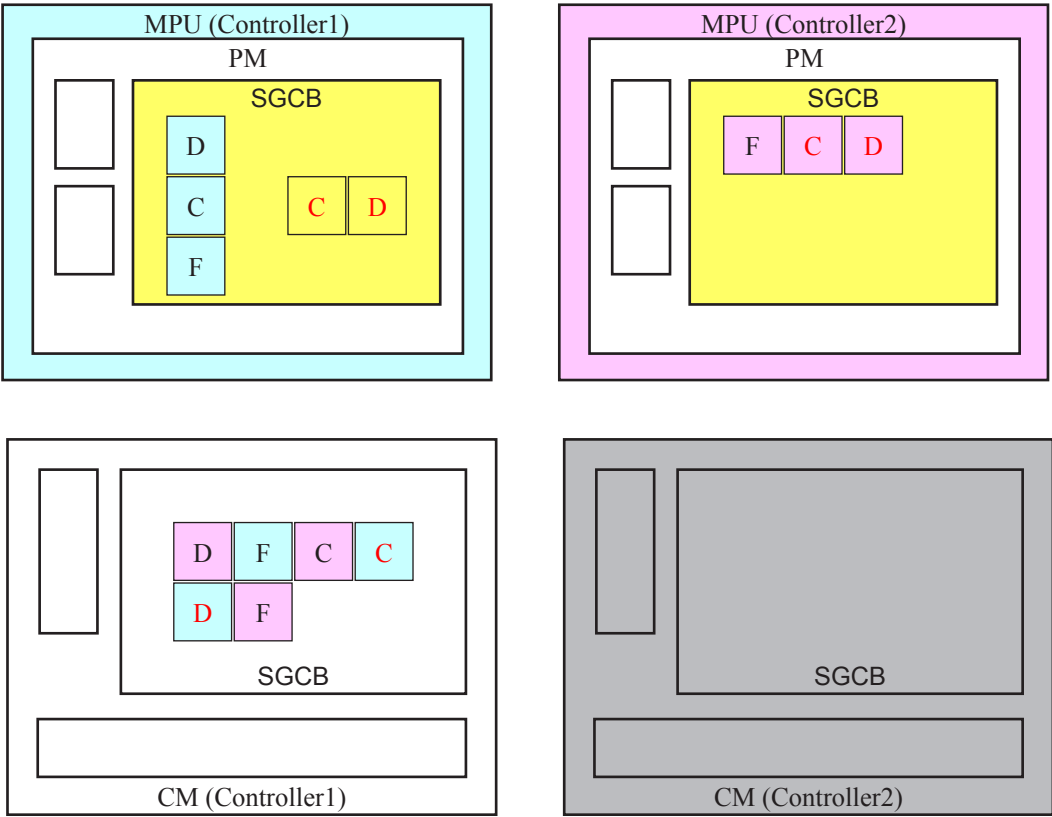 MPU (Controller1)
PM
SGCB
D
C
C D
F
MPU (Controller2)
PM
SGCB
F C D
D F C C
D F
SGCB
CM (Controller1)
SGCB
CM (Controller2)